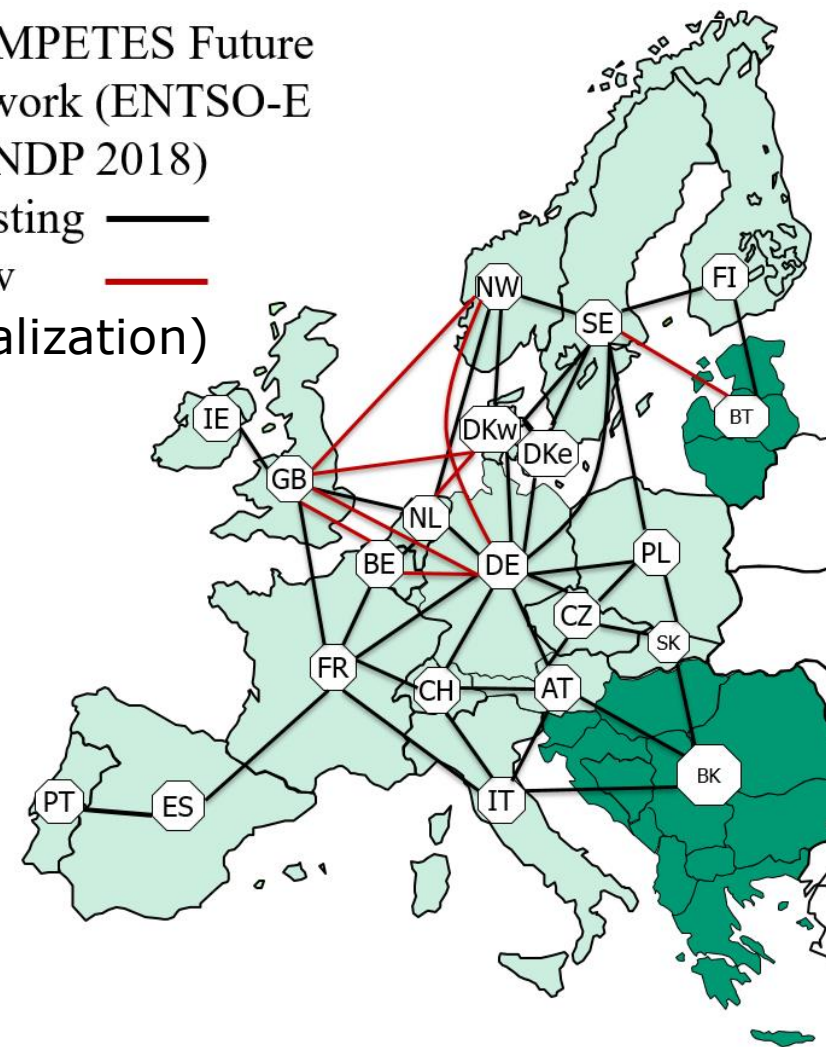 MPETES Future
work (ENTSO-E
NDP 2018)
sting
v
alization)
NW
FI
SE
IE
BT
DKw
DKe
GB
NL
BE
DE
PL
CZ
SK
FR
CH
AT
BK
PT
ES
IT